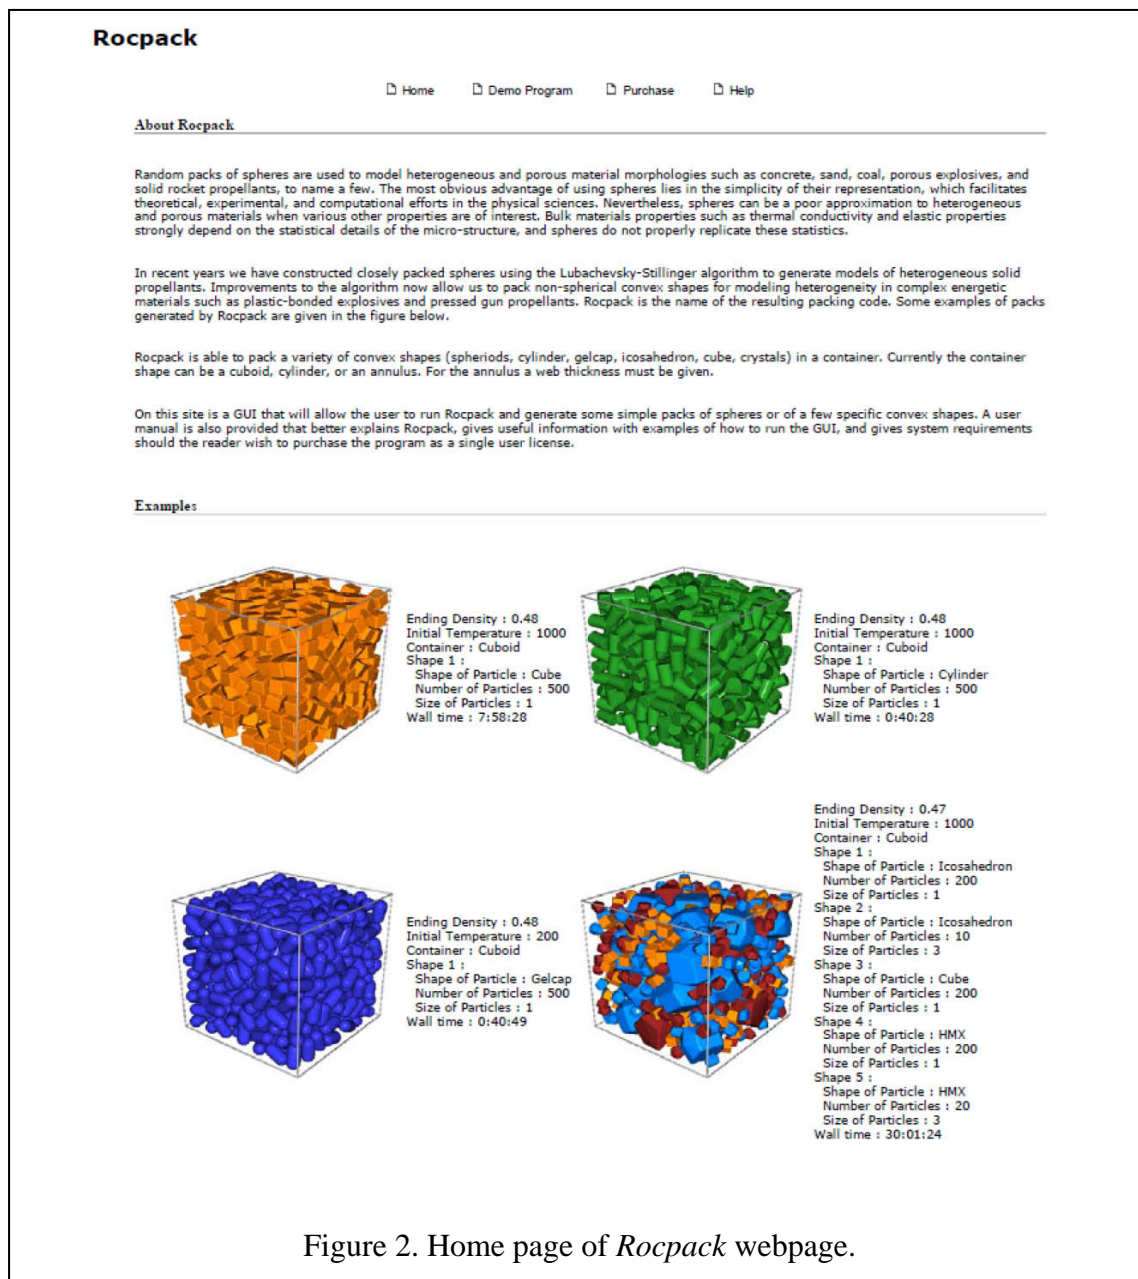 Rocpack
Home Demo Program Purchase Help
About Rocpack
Random packs of spheres are used to model heterogeneous and porous material morphologies such as concrete, sand, coal, porous explosives, and
solid rocket propellants, to name a few. The most obvious advantage of using spheres lies in the simplicity of their representation, which facilitates
theoretical, experimental, and computational efforts in the physical sciences. Nevertheless, spheres can be a poor approximation to heterogeneous
and porous materials when various other properties are of interest. Bulk materials properties such as thermal conductivity and elastic properties
strongly depend on the statistical details of the micro-structure, and spheres do not properly replicate these statistics.
In recent years we have constructed closely packed spheres using the Lubachevsky-Stillinger algorithm to generate models of heterogeneous solid
propellants. Improvements to the algorithm now allow us to pack non-spherical convex shapes for modeling heterogeneity in complex energetic
materials such as plastic-bonded explosives and pressed gun propellants. Rocpack is the name of the resulting packing code. Some examples of packs
generated by Rocpack are given in the figure below.
Rocpack is able to pack a variety of convex shapes (spheriods, cylinder, gelcap, icosahedron, cube, crystals) in a container. Currently the container
shape can be a cuboid, cylinder, or an annulus. For the annulus a web thickness must be given.
On this site is a GUI that will allow the user to run Rocpack and generate some simple packs of spheres or of a few specific convex shapes. A user
manual is also provided that better explains Rocpack, gives useful information with examples of how to run the GUI, and gives system requirements
should the reader wish to purchase the program as a single user license.
Examples
Ending Density : 0.48
Initial Temperature : 1000
Container : Cuboid
Shape 1 :
Shape of Particle : Cube
Number of Particles : 500
Size of Particles : 1
Wall time : 7:58:28
Ending Density : 0.48
Initial Temperature : 1000
Container : Cuboid
Shape 1 :
Shape of Particle : Cylinder
Number of Particles : 500
Size of Particles : 1
Wall time : 0:40:28
Ending Density : 0.48
Initial Temperature : 200
Container : Cuboid
Shape 1 :
Shape of Particle : Gelcap
Number of Particles : 500
Size of Particles : 1
Wall time : 0:40:49
Ending Density : 0.47
Initial Temperature : 1000
Container : Cuboid
Shape 1 :
Shape of Particle : Icosahedron
Number of Particles : 200
Size of Particles : 1
Shape 2 :
Shape of Particle : Icosahedron
Number of Particles : 10
Size of Particles : 3
Shape 3 :
Shape of Particle : Cube
Number of Particles : 200
Size of Particles : 1
Shape 4 :
Shape of Particle : HMX
Number of Particles : 200
Size of Particles : 1
Shape 5 :
Shape of Particle : HMX
Number of Particles : 20
Size of Particles : 3
Wall time : 30:01:24
Figure 2. Home page of Rocpack webpage.